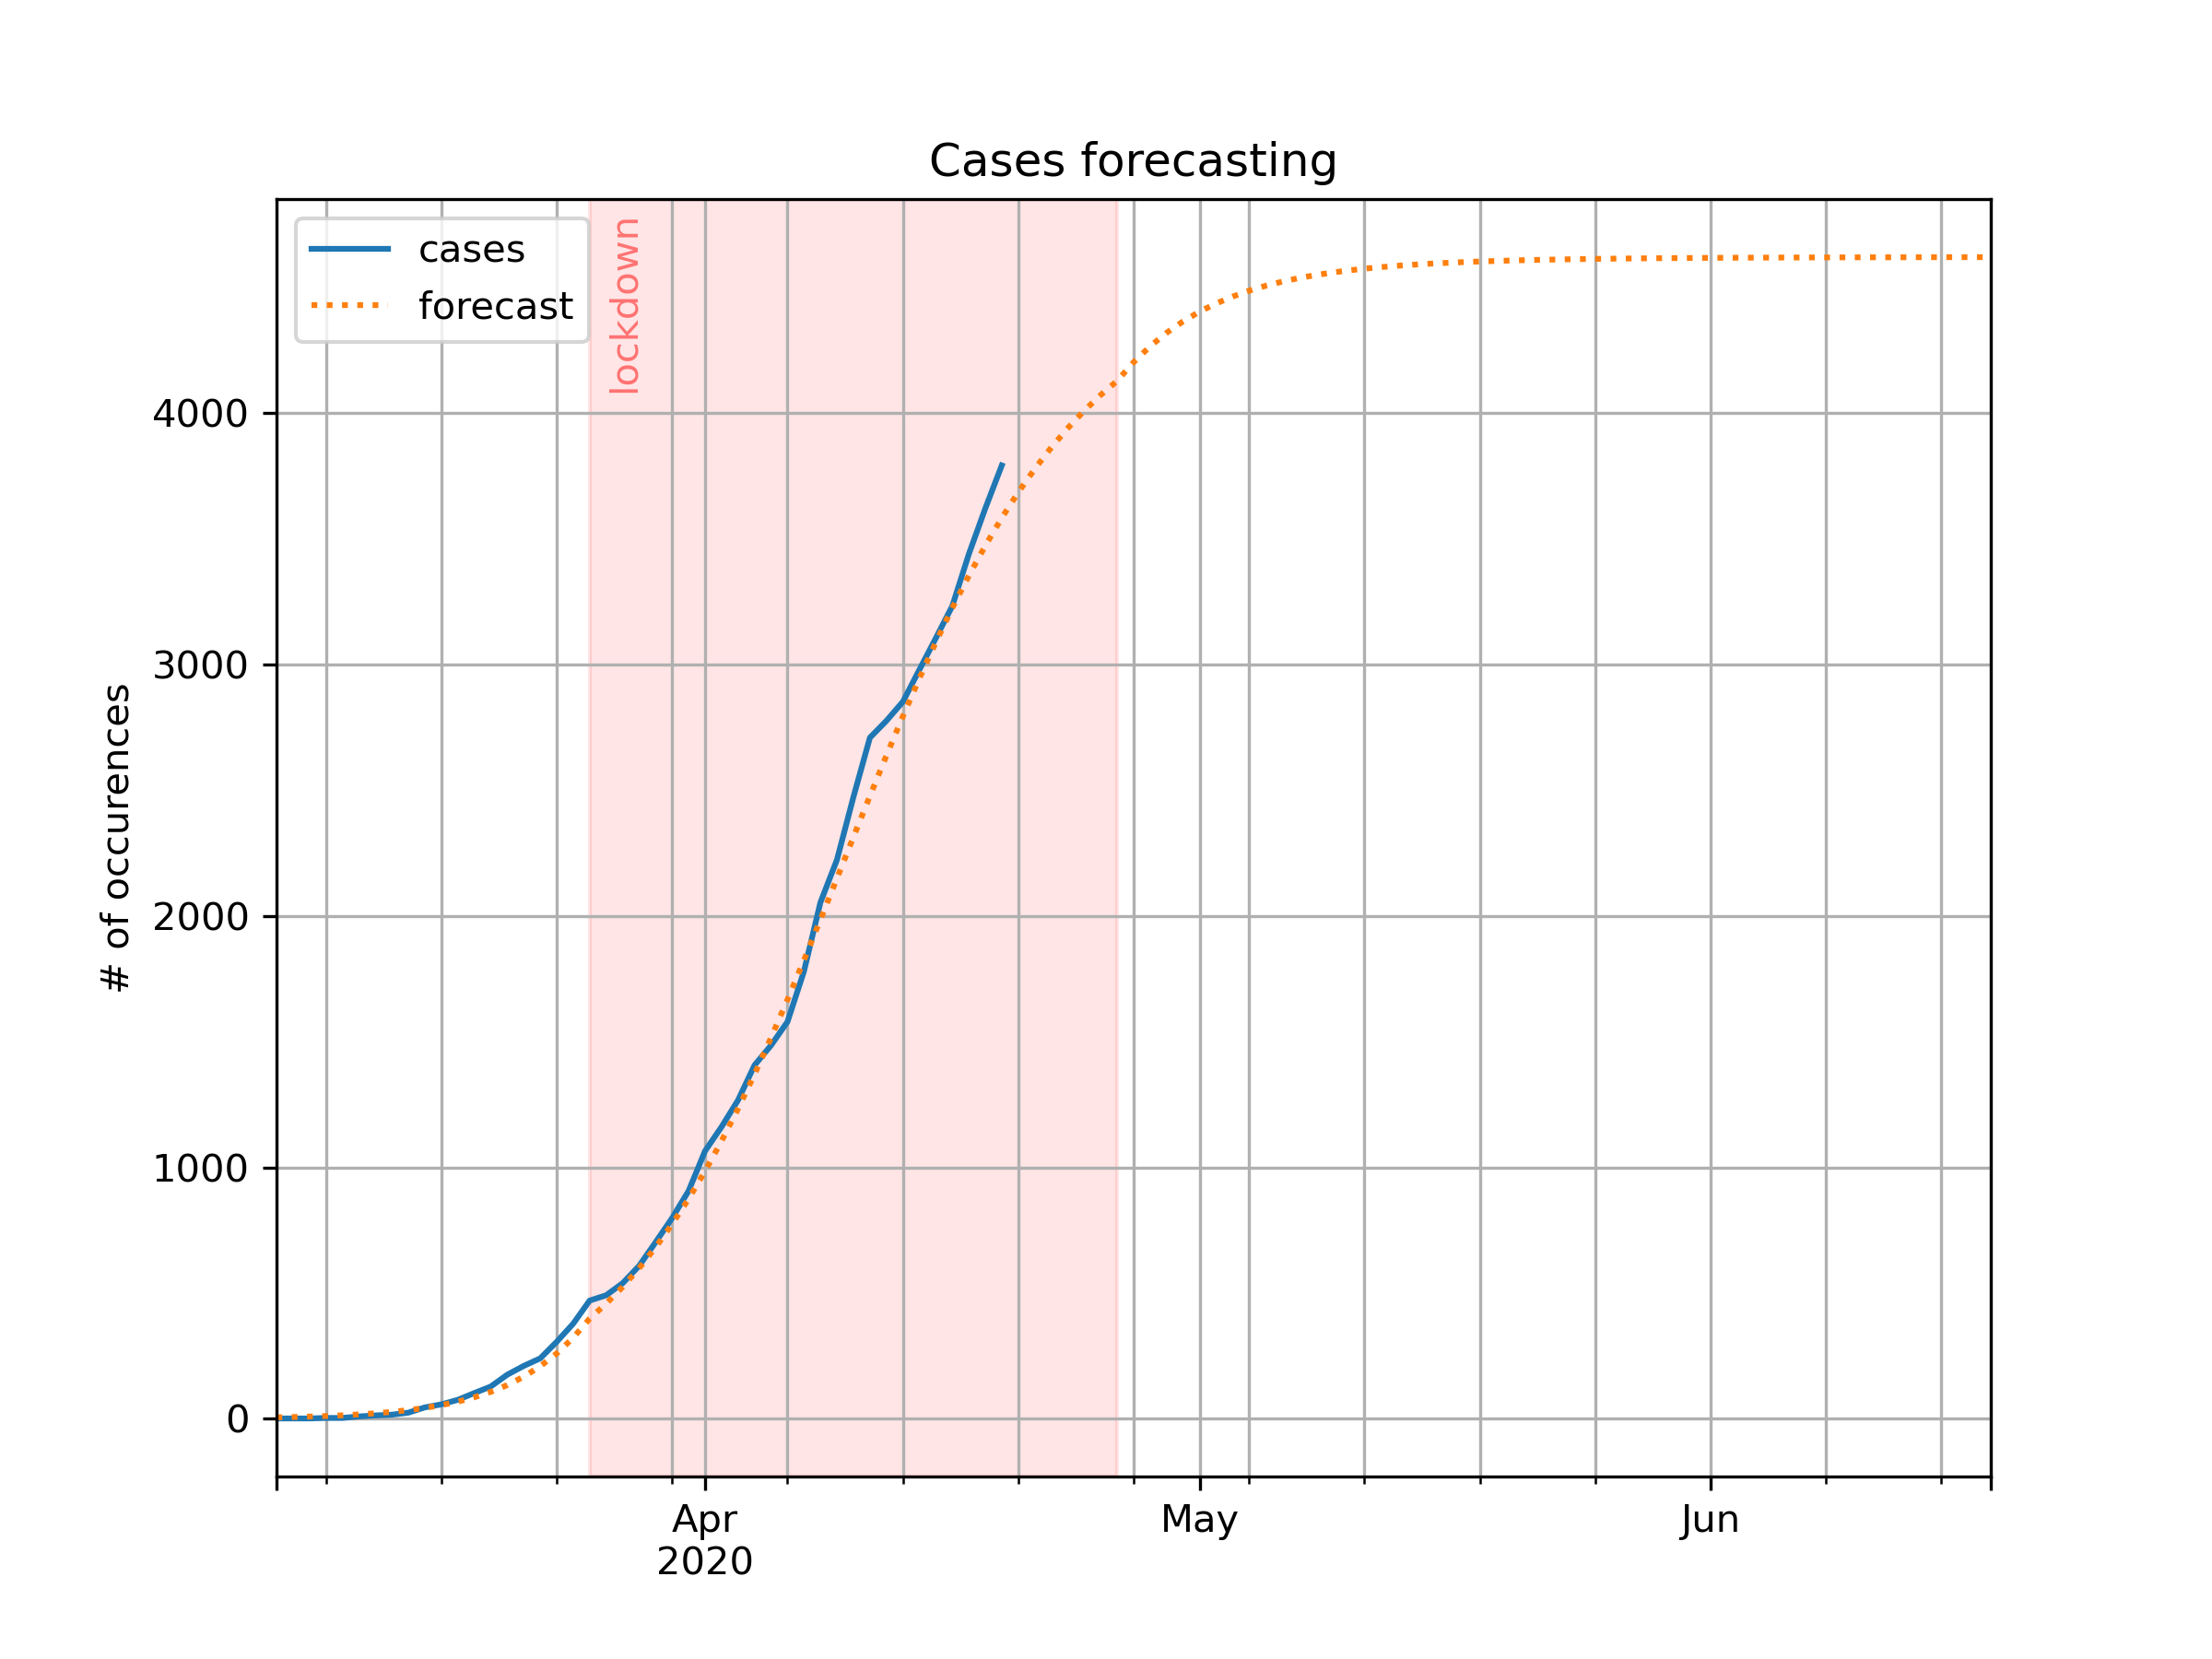 Cases forecasting
cases
forecast
lockdown
# of occurences
4000
3000
2000
1000
0
Apr
2020
May
Jun